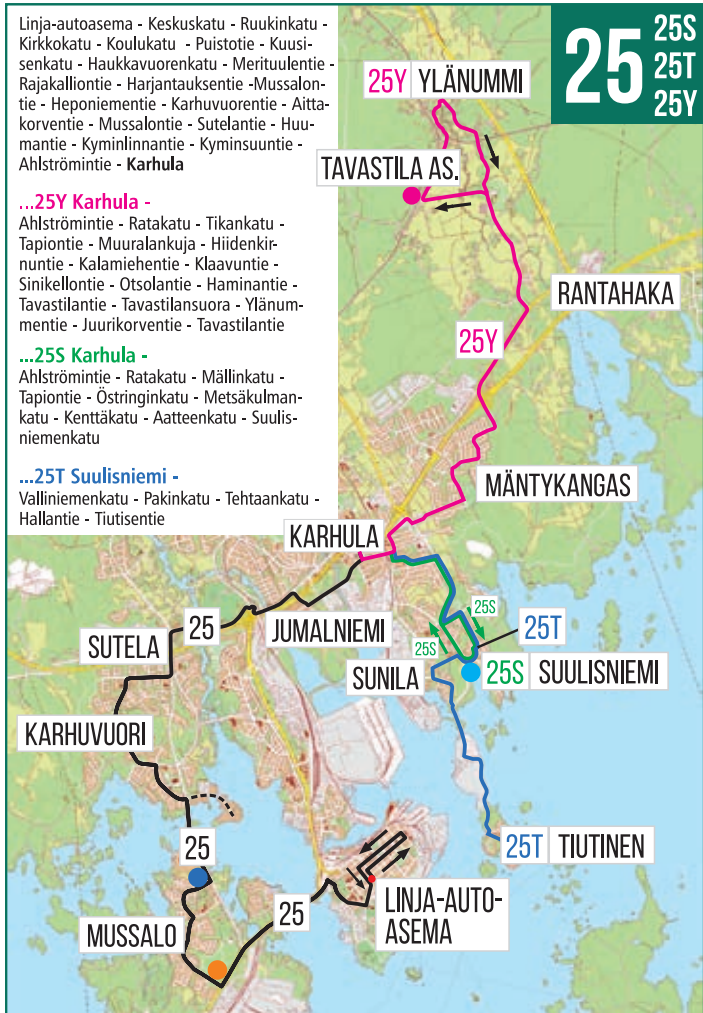 Linja-autoasema - Keskuskatu - Ruukinkatu -
Kirkkokatu - Koulukatu - Puistotie - Kuusi-
senkatu - Haukkavuorenkatu - Merituulentie -
Rajakalliontie - Harjantauksentie -Mussalon-
tie - Heponiementie - Karhuvuorentie - Aitta-
korventie - Mussalontie - Sutelantie - Huu-
mantie - Kyminlinnantie - Kyminsuuntie -
Ahlströmintie - Karhula
...25Y Karhula -
Ahlströmintie - Ratakatu - Tikankatu -
Tapiontie - Muuralankuja - Hiidenkir-
nuntie - Kalamiehentie - Klaavuntie -
Sinikellontie - Otsolantie - Haminantie -
Tavastilantie - Tavastilansuora - Ylänum-
mentie - Juurikorventie - Tavastilantie
...25S Karhula -
Ahlströmintie - Ratakatu - Mällinkatu -
Tapiontie - Östringinkatu - Metsäkulman-
katu - Kenttäkatu - Aatteenkatu - Suulis-
niemenkatu
...25T Suulisniemi -
Valliniemenkatu - Pakinkatu - Tehtaankatu -
Hallantie - Tiutisentie
25
25S
25T
25Y
25Y YLÄNUMMI
TAVASTILA AS.
RANTAHAKA
25Y
MÄNTYKANGAS
KARHULA
25S
25
JUMALNIEMI
25T
SUTELA
25S
SUNILA
25S SUULISNIEMI
KARHUVUORI
25
25T TIUTINEN
25
LINJA-AUTO-
ASEMA
MUSSALO